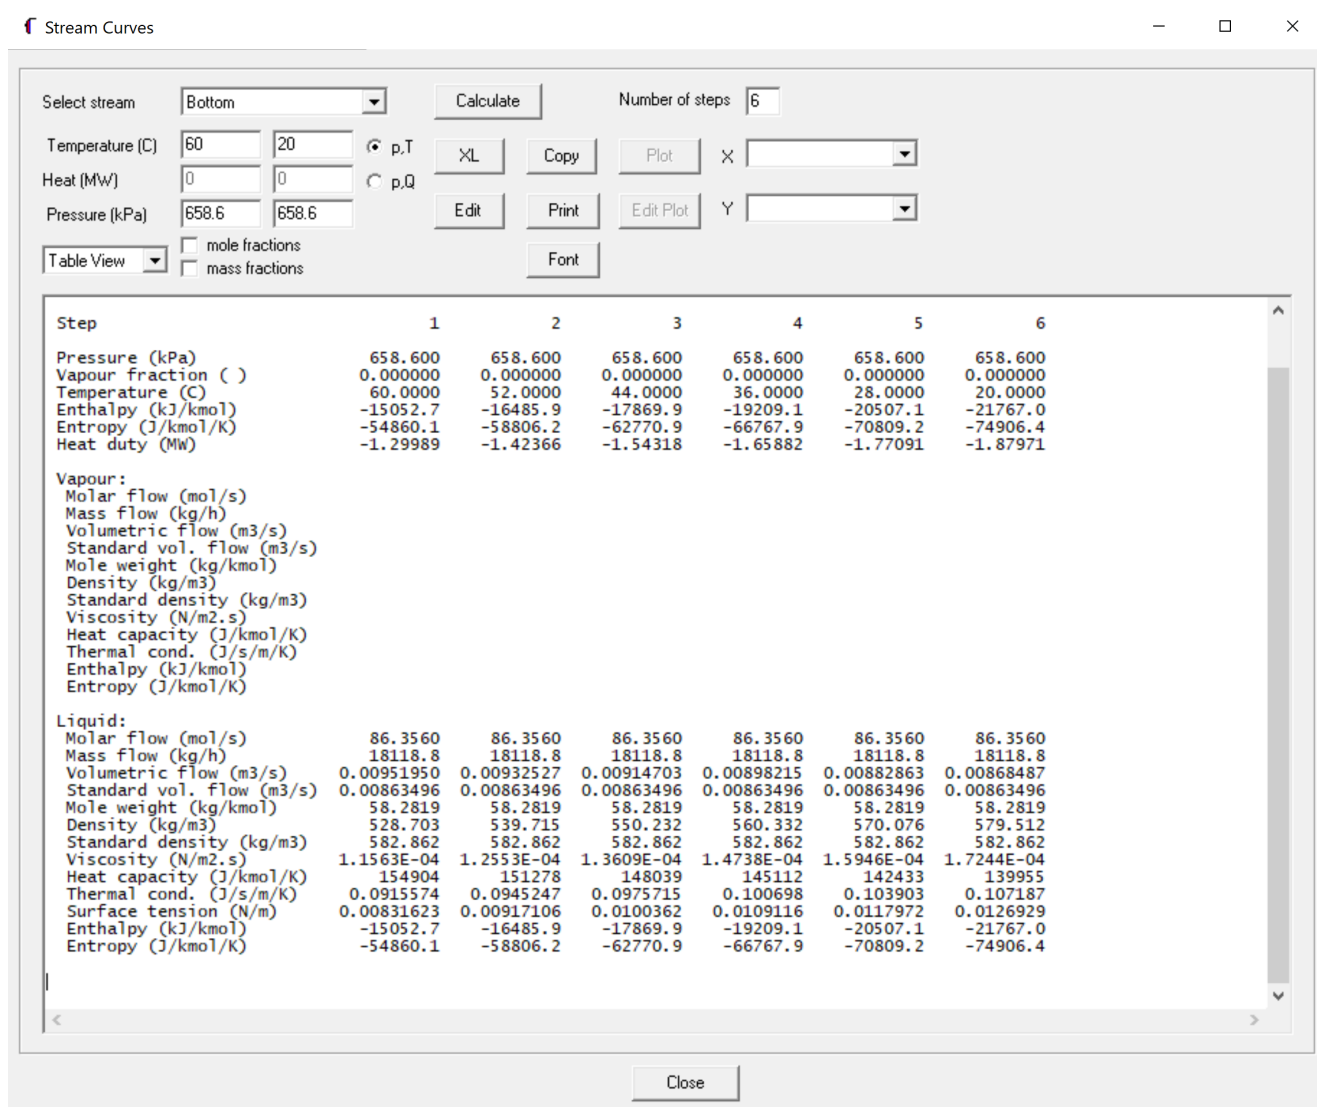 Stream Curves
Select stream Bottom Calculate Number of steps 6
Temperature (C) 60 20 p,T XL Copy Plot X
Heat (MW) 0 0 p,Q
Pressure (kPa) 658.6 658.6 Edit Print Edit Plot Y
Table View mole fractions
mass fractions Font
Step 1 2 3 4 5 6
Pressure (kPa) 658.600 658.600 658.600 658.600 658.600 658.600
Vapour fraction ( ) 0.000000 0.000000 0.000000 0.000000 0.000000 0.000000
Temperature (C) 60.0000 52.0000 44.0000 36.0000 28.0000 20.0000
Enthalpy (kJ/kmol) -15052.7 -16485.9 -17869.9 -19209.1 -20507.1 -21767.0
Entropy (J/kmol/K) -54860.1 -58806.2 -62770.9 -66767.9 -70809.2 -74906.4
Heat duty (MW) -1.29989 -1.42366 -1.54318 -1.65882 -1.77091 -1.87971
Vapour:
Molar flow (mol/s)
Mass flow (kg/h)
Volumetric flow (m3/s)
Standard vol. flow (m3/s)
Mole weight (kg/kmol)
Density (kg/m3)
Standard density (kg/m3)
Viscosity (N/m2.s)
Heat capacity (J/kmol/K)
Thermal cond. (J/s/m/K)
Enthalpy (kJ/kmol)
Entropy (J/kmol/K)
Liquid:
Molar flow (mol/s) 86.3560 86.3560 86.3560 86.3560 86.3560 86.3560
Mass flow (kg/h) 18118.8 18118.8 18118.8 18118.8 18118.8 18118.8
Volumetric flow (m3/s) 0.00951950 0.00932527 0.00914703 0.00898215 0.00882863 0.00868487
Standard vol. flow (m3/s) 0.00863496 0.00863496 0.00863496 0.00863496 0.00863496 0.00863496
Mole weight (kg/kmol) 58.2819 58.2819 58.2819 58.2819 58.2819 58.2819
Density (kg/m3) 528.703 539.715 550.232 560.332 570.076 579.512
Standard density (kg/m3) 582.862 582.862 582.862 582.862 582.862 582.862
Viscosity (N/m2.s) 1.1563E-04 1.2553E-04 1.3609E-04 1.4738E-04 1.5946E-04 1.7244E-04
Heat capacity (J/kmol/K) 154904 151278 148039 145112 142433 139955
Thermal cond. (J/s/m/K) 0.0915574 0.0945247 0.0975715 0.100698 0.103903 0.107187
Surface tension (N/m) 0.00831623 0.00917106 0.0100362 0.0109116 0.0117972 0.0126929
Enthalpy (kJ/kmol) -15052.7 -16485.9 -17869.9 -19209.1 -20507.1 -21767.0
Entropy (J/kmol/K) -54860.1 -58806.2 -62770.9 -66767.9 -70809.2 -74906.4
Close